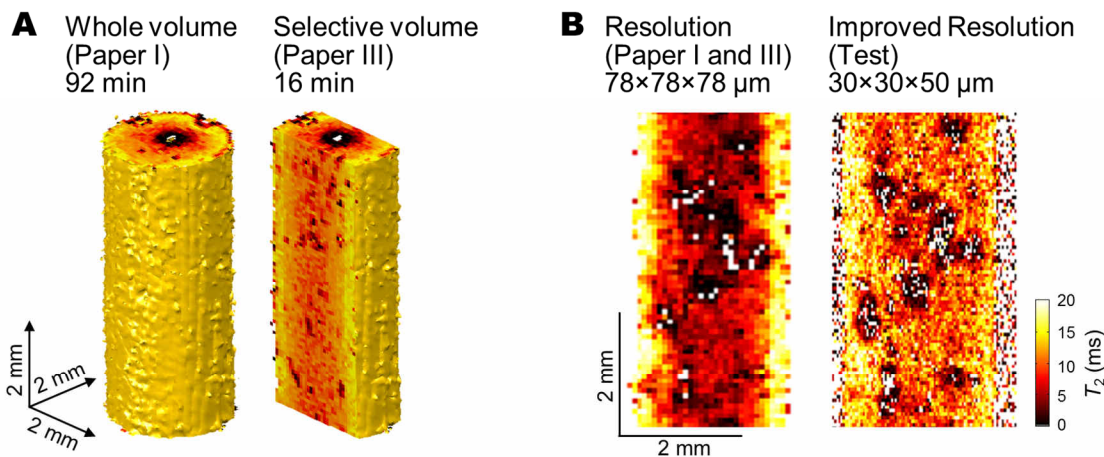 A
Whole volume
(Paper I)
92 min
Selective volume
(Paper III)
16 min
2 mm
2 mm
2 mm
B
Resolution
(Paper I and III)
78×78×78 µm
Improved Resolution
(Test)
30×30×50 µm
2 mm
2 mm
20
15
10
5
0
T2 (ms)